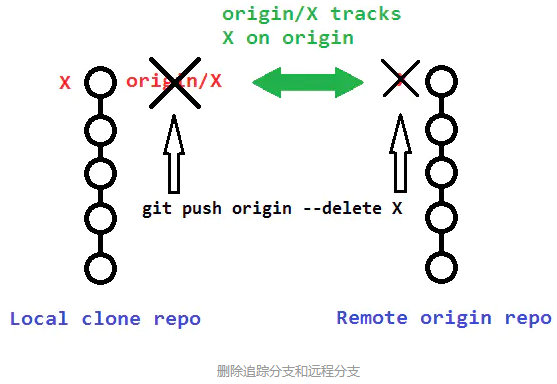 origin/X tracks
X on origin
X origin/X
git push origin --delete X
Local clone repo
Remote origin repo
删除追踪分支和远程分支